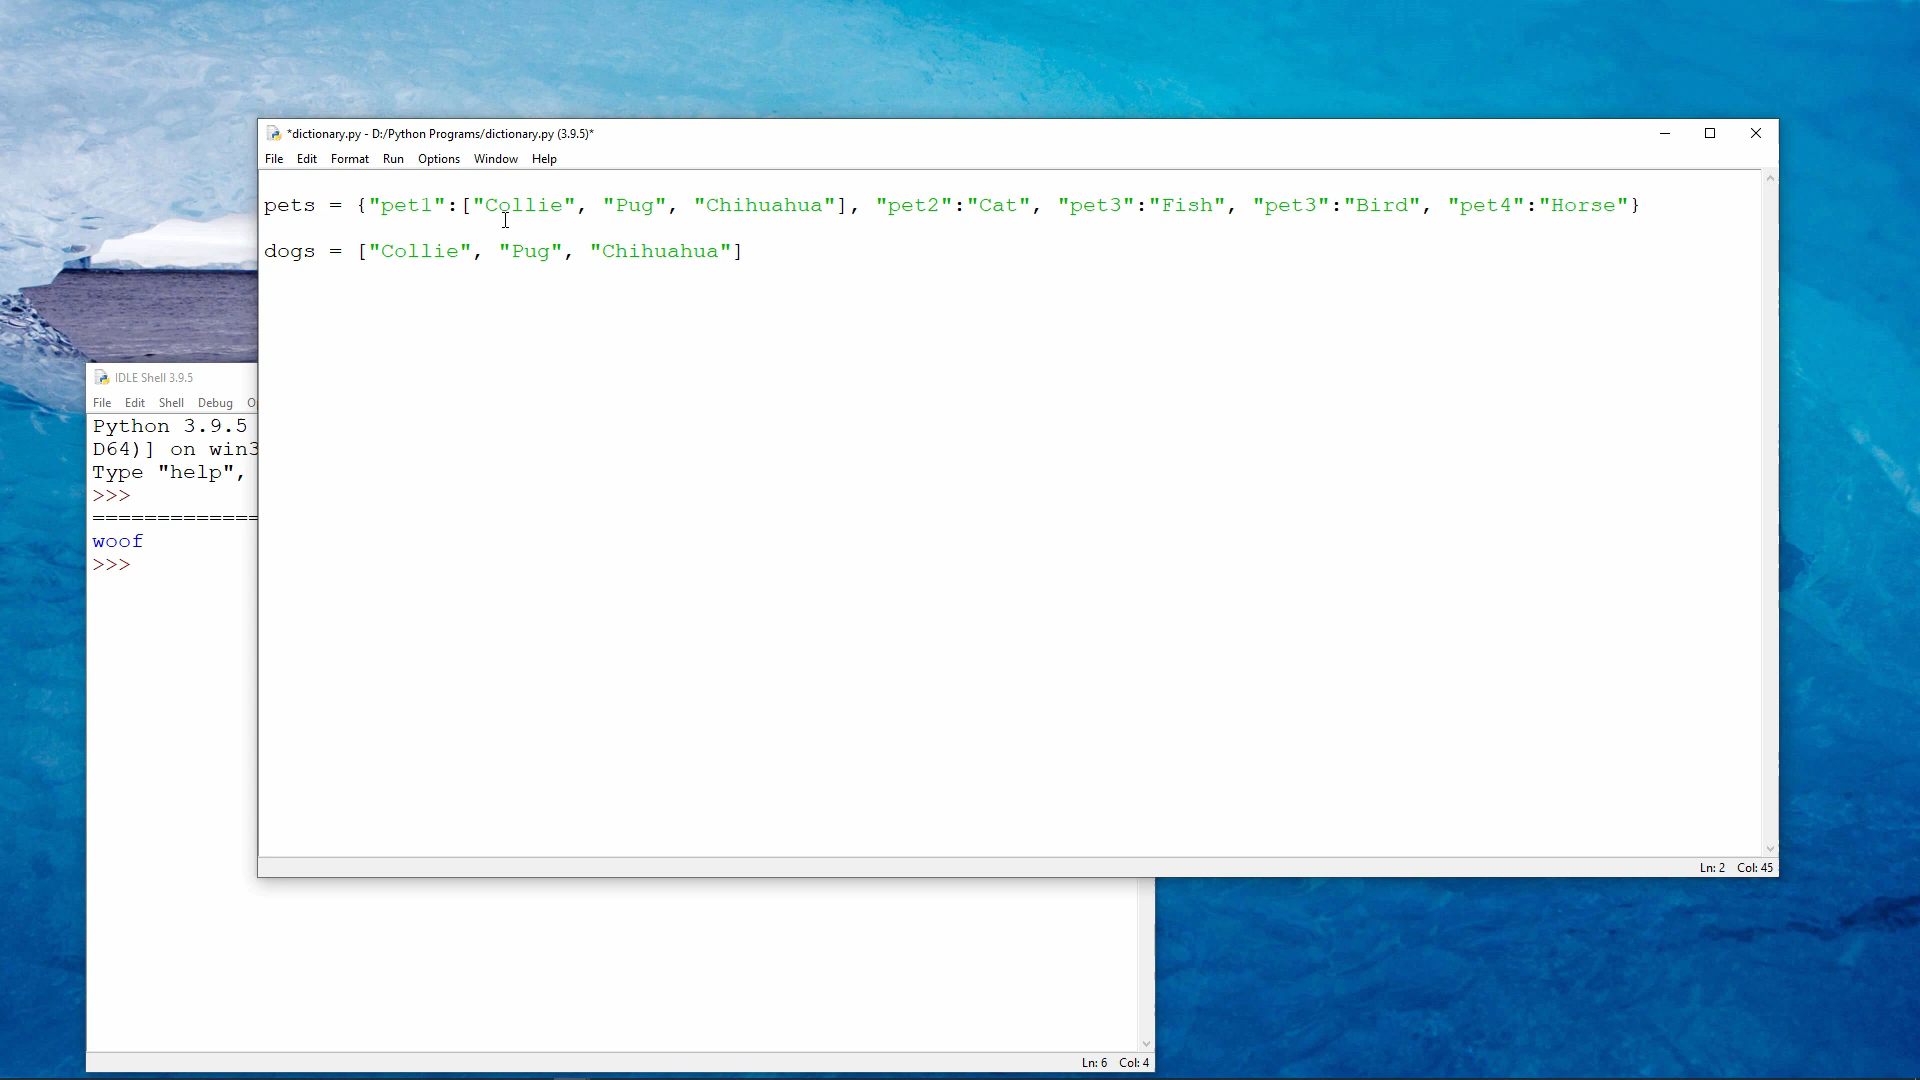 *dictionary.py - D:/Python Programs/dictionary.py (3.9.5)*
File Edit Format Run Options Window Help
pets = {"pet1":["Collie", "Pug", "Chihuahua"], "pet2":"Cat", "pet3":"Fish", "pet3":"Bird", "pet4":"Horse"}
dogs = ["Collie", "Pug", "Chihuahua"]
Ln: 2 Col: 45
IDLE Shell 3.9.5
File Edit Shell Debug
Python 3.9.5
D64)] on win3
Type "help",
>>>
=============
woof
>>>
Ln: 6 Col: 4